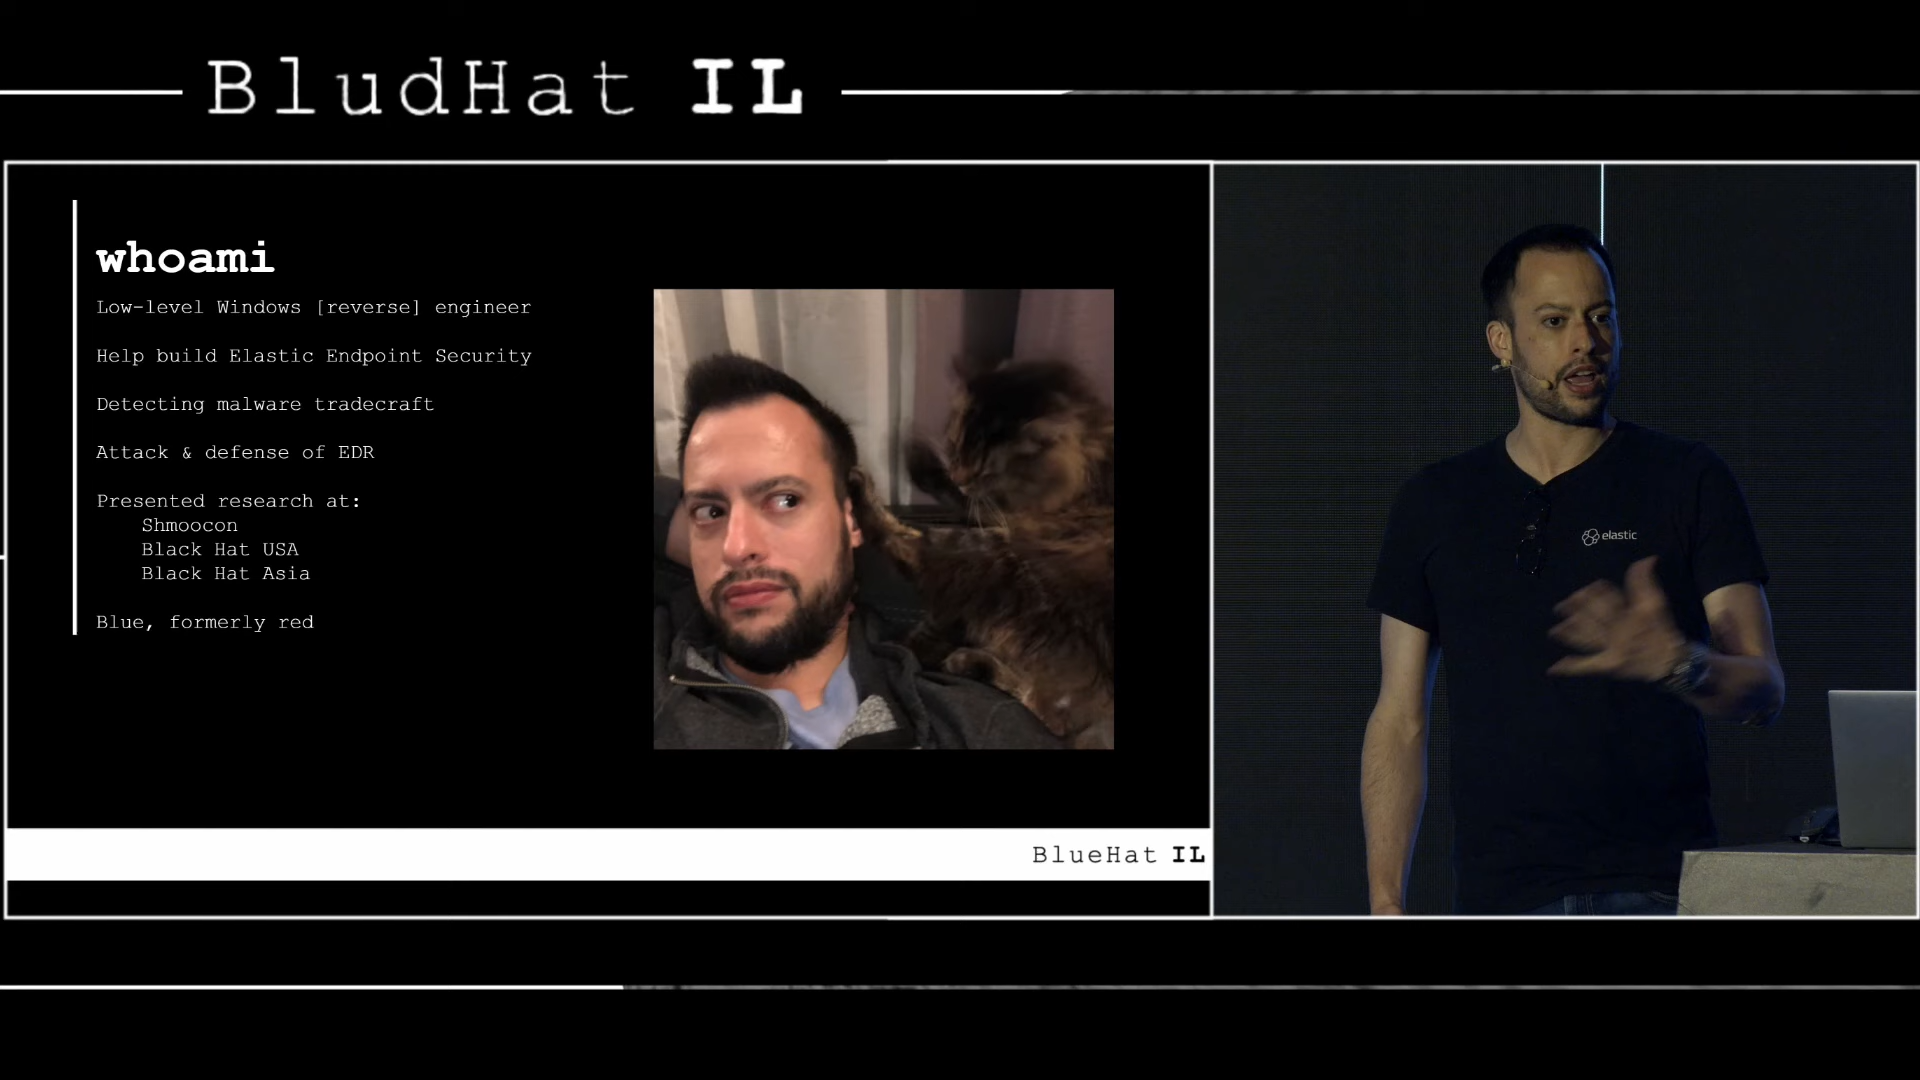 BludHat IL
whoami
Low-level Windows [reverse] engineer
Help build Elastic Endpoint Security
Detecting malware tradecraft
Attack & defense of EDR
Presented research at:
Shmoocon
Black Hat USA
Black Hat Asia
Blue, formerly red
BlueHat IL
elastic